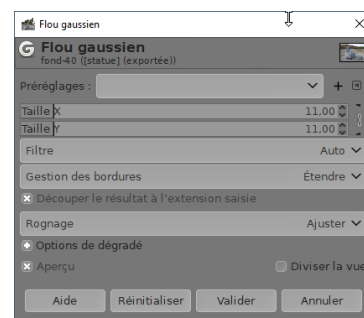 Flou gaussien
G Flou gaussien
fond-40 ([statue] (exportée))
Préréglages :
Taille X 11,00
Taille Y 11,00
Filtre Auto
Gestion des bordures Étendre
Découper le résultat à l'extension saisie
Rognage Ajuster
Options de dégradé
Aperçu Diviser la vue
Aide Réinitialiser Valider Annuler